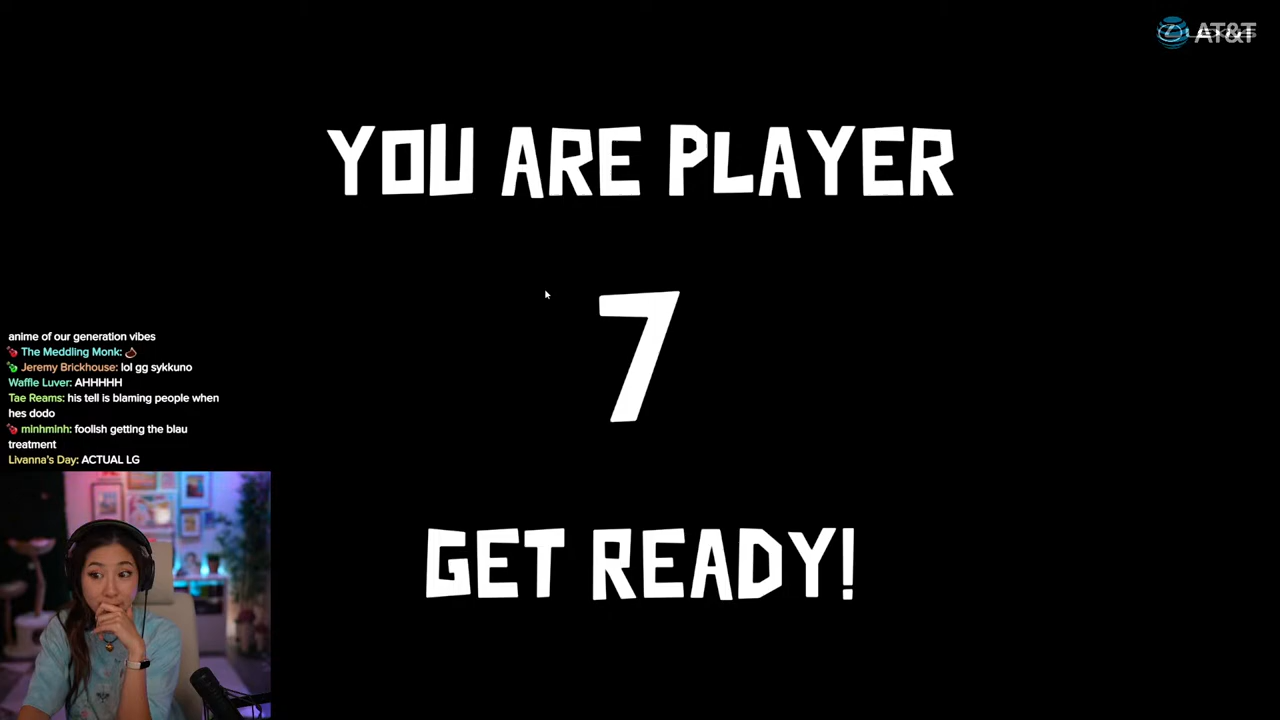 AT&T
YOU ARE PLAYER
7
GET READY!
anime of our generation vibes
The Meddling Monk:
Jeremy Brickhouse: lol gg sykkuno
Waffle Luver: AHHHHH
Tae Reams: his tell is blaming people when
hes dodo
minhminh: foolish getting the blau
treatment
Livanna's Day: ACTUAL LG